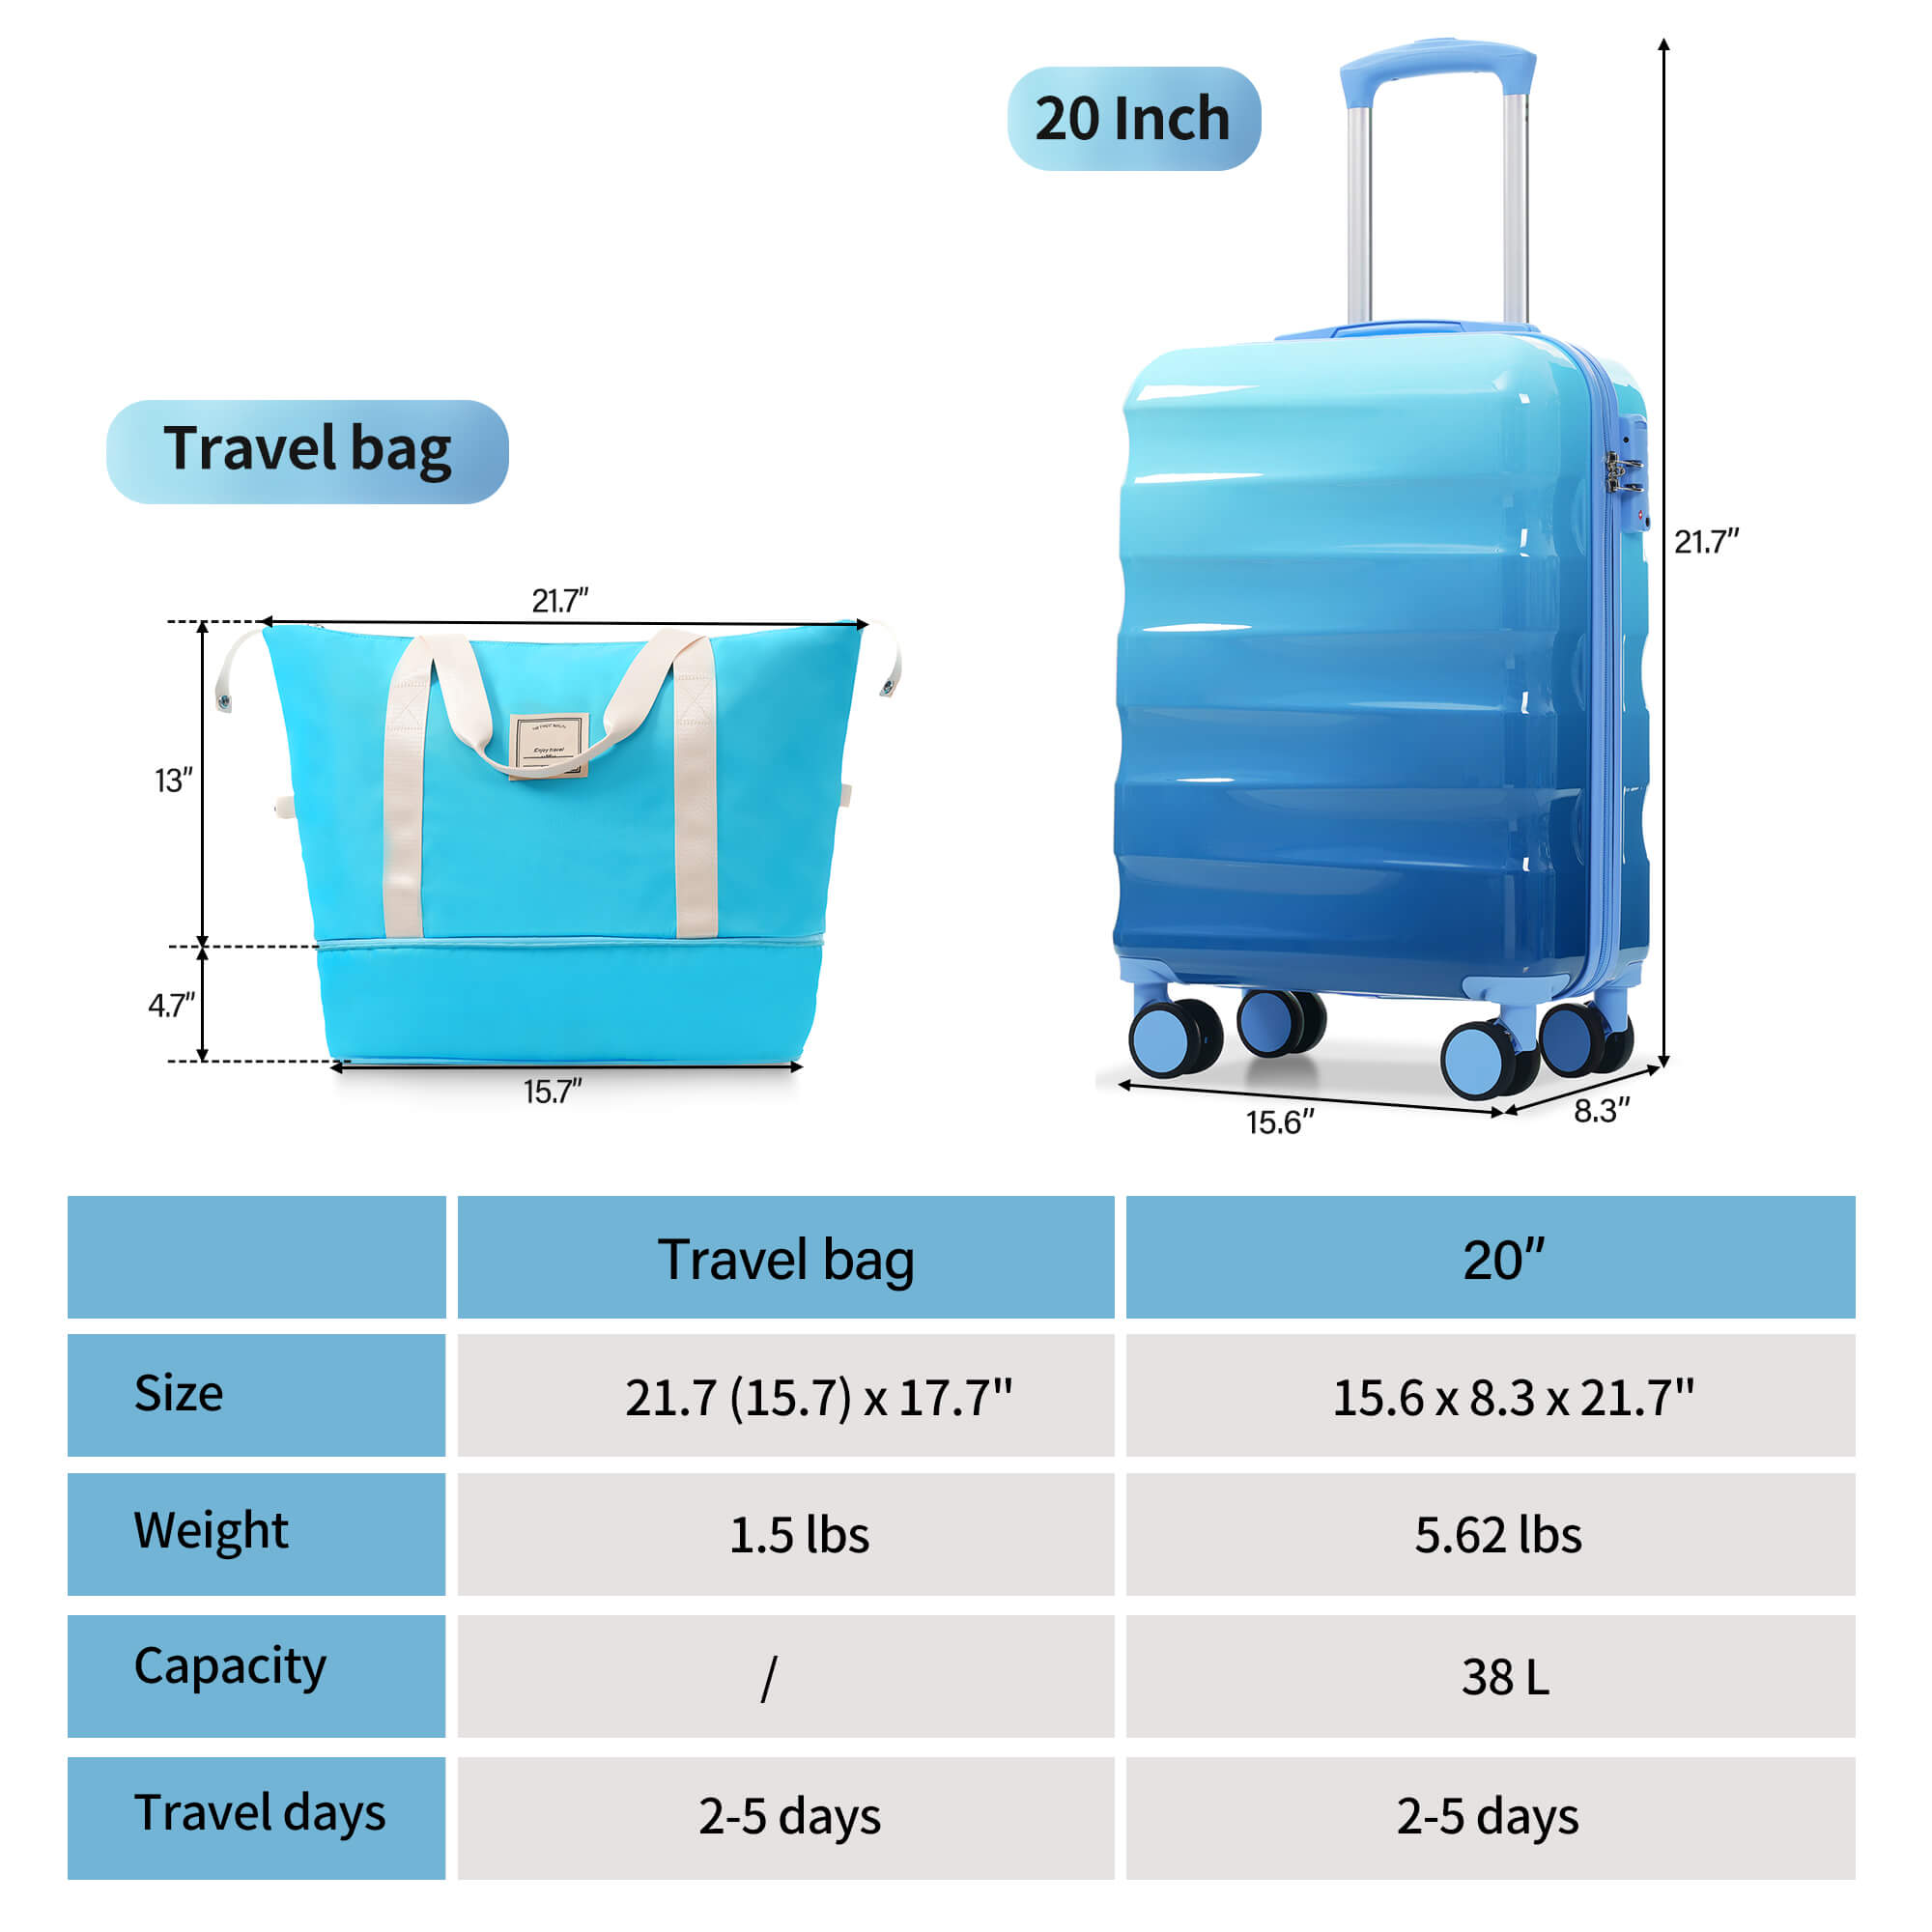 20 Inch
Travel bag
21.7"
13"
4.7"
15.7"
Enjoy travel
21.7"
15.6"
8.3"
Travel bag 20"
Size 21.7 (15.7) x 17.7" 15.6 x 8.3 x 21.7"
Weight 1.5 lbs 5.62 lbs
Capacity / 38 L
Travel days 2-5 days 2-5 days